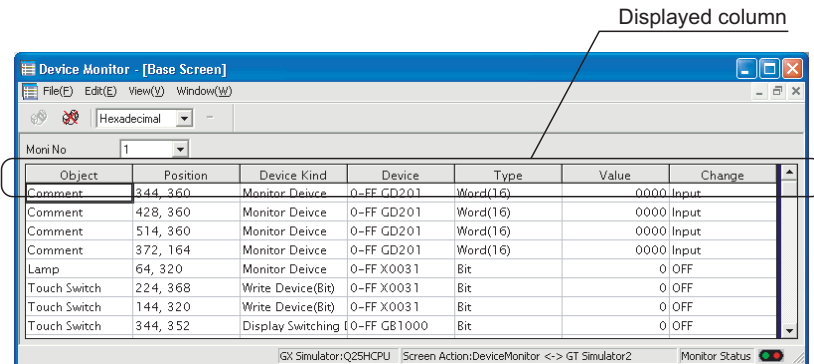 Displayed column
Device Monitor - [Base Screen]
File(F) Edit(E) View(V) Window(W)
Hexadecimal
Moni No 1
Object Position Device Kind Device Type Value Change
Comment 344, 360 Monitor Deivce 0-FF GD201 Word(16) 0000 Input
Comment 428, 360 Monitor Deivce 0-FF GD201 Word(16) 0000 Input
Comment 514, 360 Monitor Deivce 0-FF GD201 Word(16) 0000 Input
Comment 372, 164 Monitor Deivce 0-FF GD201 Word(16) 0000 Input
Lamp 64, 320 Monitor Deivce 0-FF X0031 Bit 0 OFF
Touch Switch 224, 368 Write Device(Bit) 0-FF X0031 Bit 0 OFF
Touch Switch 144, 320 Write Device(Bit) 0-FF X0031 Bit 0 OFF
Touch Switch 344, 352 Display Switching [ 0-FF GB1000 Bit 0 OFF
GX Simulator:Q25HCPU Screen Action:DeviceMonitor <-> GT Simulator2 Monitor Status